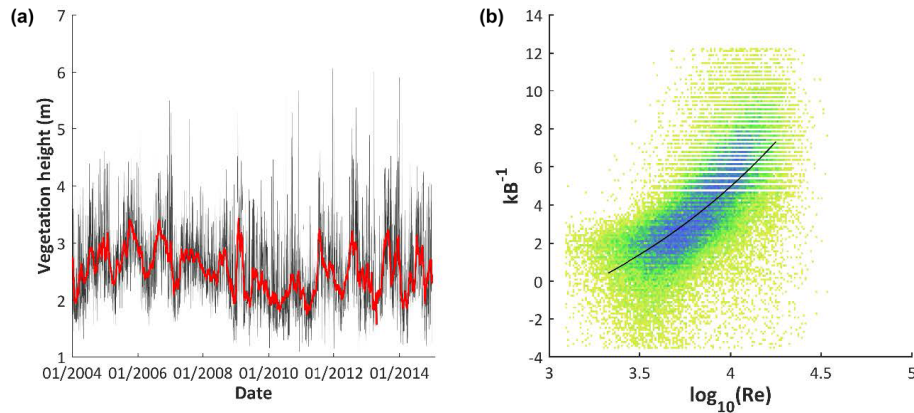 (a)
7
6
5
4
3
2
1
Vegetation height (m)
01/2004 01/2006 01/2008 01/2010 01/2012 01/2014
Date
(b)
14
12
10
8
6
4
2
0
-2
-4
kB⁻¹
3 3.5 4 4.5 5
log₁₀(Re)